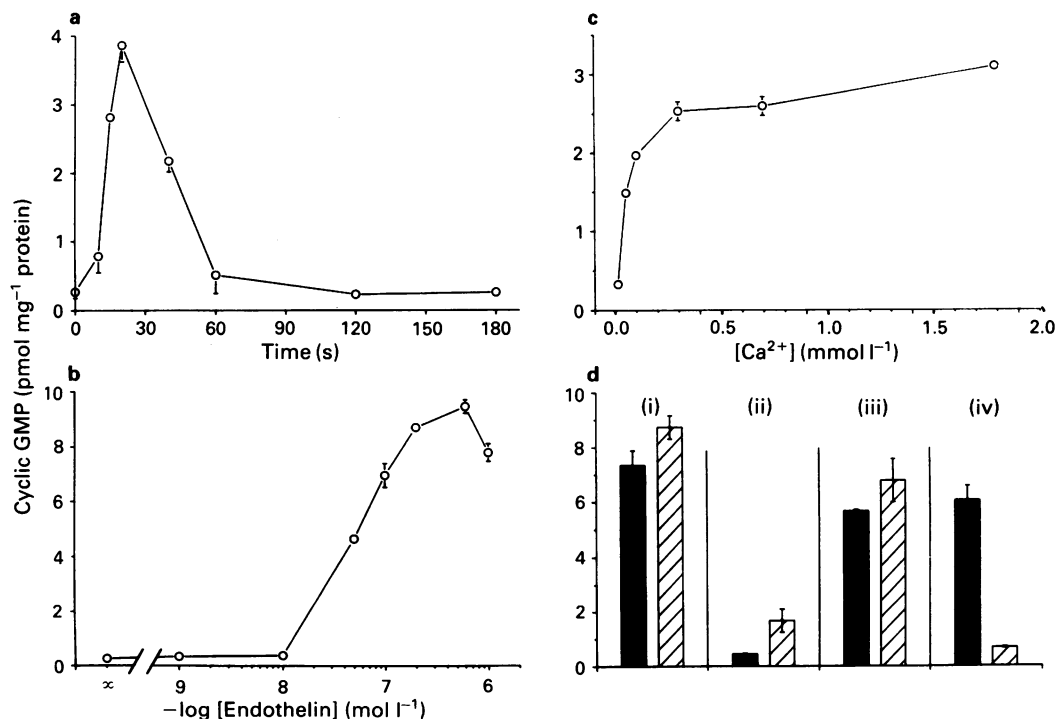 a
4
3
2
1
0
0 30 60 90 120 150 180
Time (s)
c
3
2
1
0
0.0 0.5 1.0 1.5 2.0
[Ca²⁺] (mmol l⁻¹)
Cyclic GMP (pmol mg⁻¹ protein)
b
10
8
6
4
2
0
∝ 9 8 7 6
−log [Endothelin] (mol l⁻¹)
d
10
8
6
4
2
0
(i) (ii) (iii) (iv)